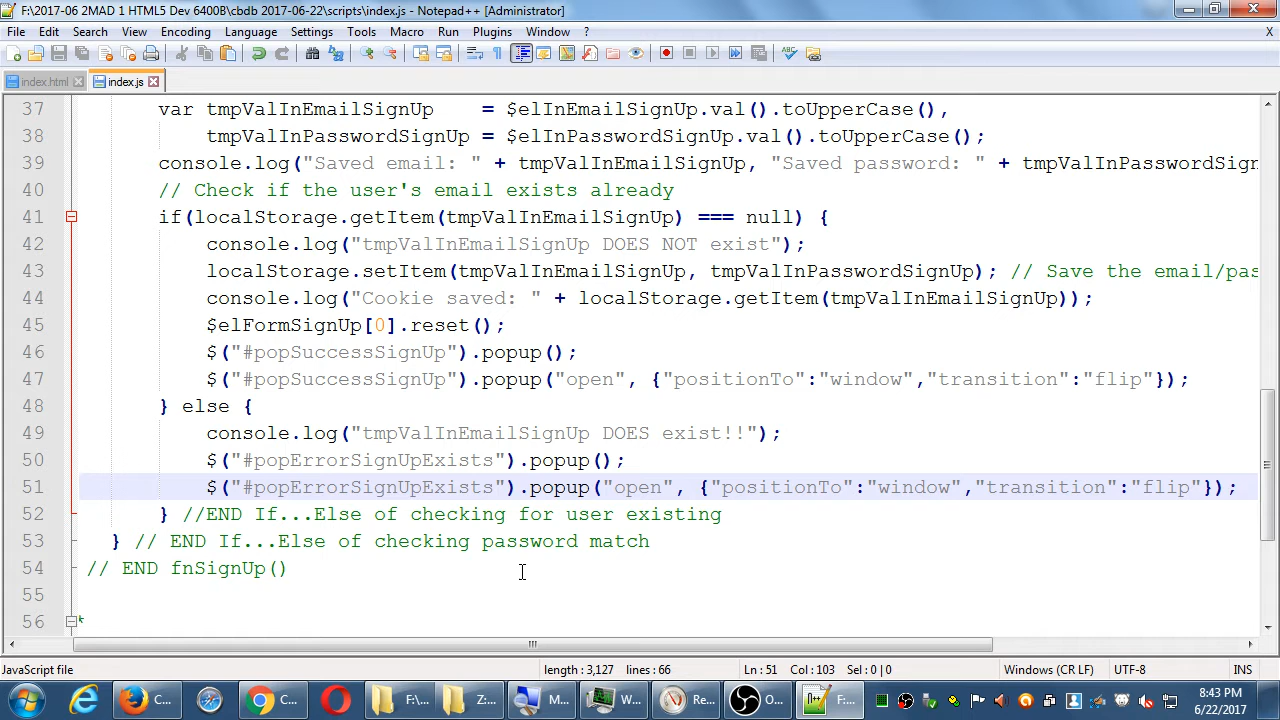 F:\2017-06 2MAD 1 HTML5 Dev 6400B\cbdb 2017-06-22\scripts\index.js - Notepad++ [Administrator]
File Edit Search View Encoding Language Settings Tools Macro Run Plugins Window ? X
index.html index.js
37 var tmpValInEmailSignUp    = $elInEmailSignUp.val().toUpperCase(),
38 tmpValInPasswordSignUp = $elInPasswordSignUp.val().toUpperCase();
39 console.log("Saved email: " + tmpValInEmailSignUp, "Saved password: " + tmpValInPasswordSign
40 // Check if the user's email exists already
41 if(localStorage.getItem(tmpValInEmailSignUp) === null) {
42 console.log("tmpValInEmailSignUp DOES NOT exist");
43 localStorage.setItem(tmpValInEmailSignUp, tmpValInPasswordSignUp); // Save the email/pas
44 console.log("Cookie saved: " + localStorage.getItem(tmpValInEmailSignUp));
45 $elFormSignUp[0].reset();
46 $("#popSuccessSignUp").popup();
47 $("#popSuccessSignUp").popup("open", {"positionTo":"window","transition":"flip"});
48 } else {
49 console.log("tmpValInEmailSignUp DOES exist!!");
50 $("#popErrorSignUpExists").popup();
51 $("#popErrorSignUpExists").popup("open", {"positionTo":"window","transition":"flip"});
52 } //END If...Else of checking for user existing
53 } // END If...Else of checking password match
54 // END fnSignUp()
55
56
JavaScript file length : 3,127 lines : 66 Ln : 51 Col : 103 Sel : 0 | 0 Windows (CR LF) UTF-8 INS
C... C... F:\... Z:... M... W... Re... O... F:... 8:43 PM
6/22/2017